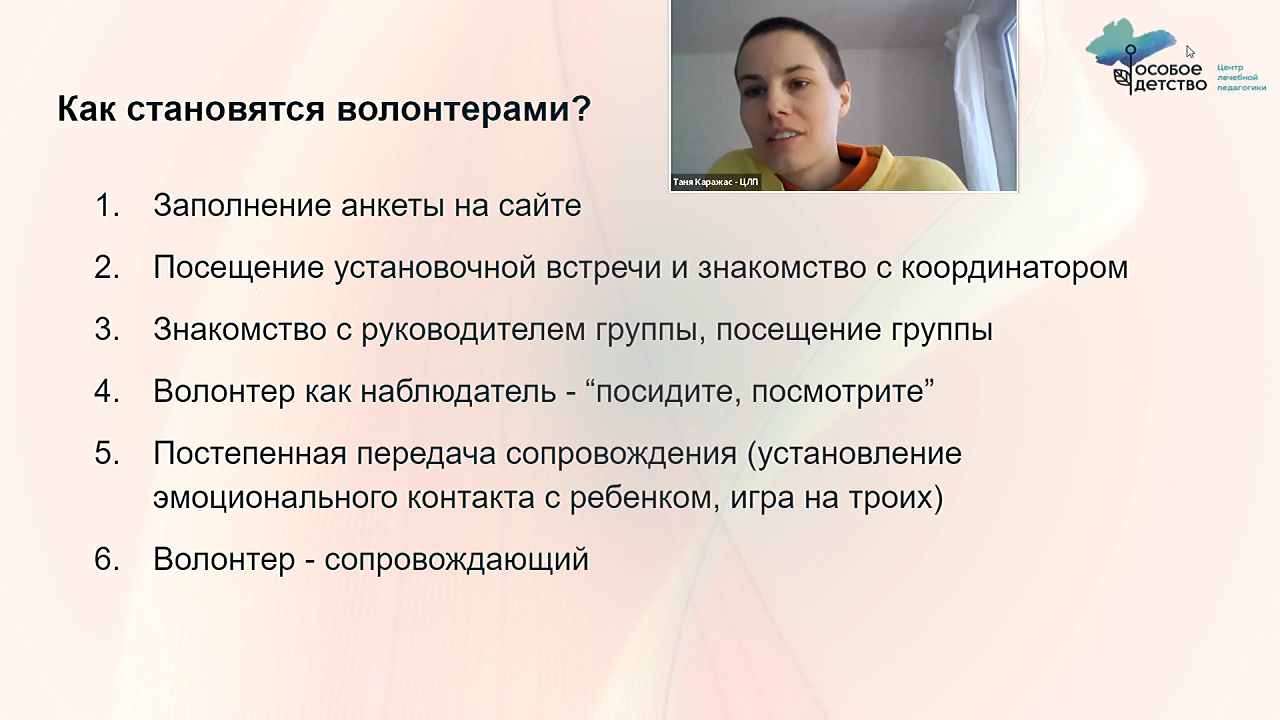 Как становятся волонтерами?
Таня Каражас - ЦЛП
особое
детство
Центр
лечебной
педагогики
1. Заполнение анкеты на сайте
2. Посещение установочной встречи и знакомство с координатором
3. Знакомство с руководителем группы, посещение группы
4. Волонтер как наблюдатель - “посидите, посмотрите”
5. Постепенная передача сопровождения (установление
эмоционального контакта с ребенком, игра на троих)
6. Волонтер - сопровождающий